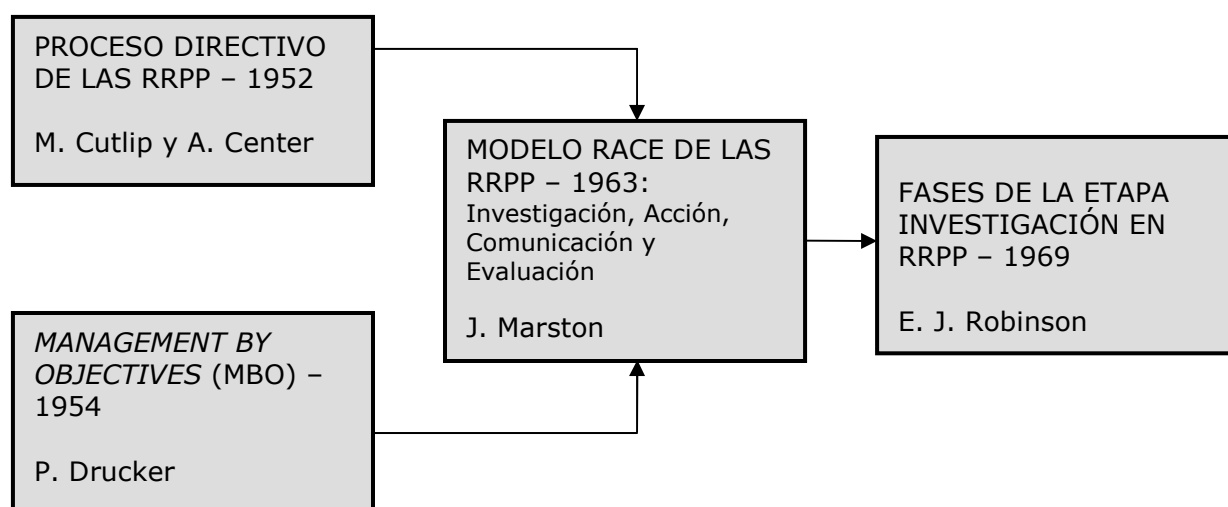 PROCESO DIRECTIVO
DE LAS RRPP – 1952
M. Cutlip y A. Center
MANAGEMENT BY
OBJECTIVES (MBO) –
1954
P. Drucker
MODELO RACE DE LAS
RRPP – 1963:
Investigación, Acción,
Comunicación y
Evaluación
J. Marston
FASES DE LA ETAPA
INVESTIGACIÓN EN
RRPP – 1969
E. J. Robinson